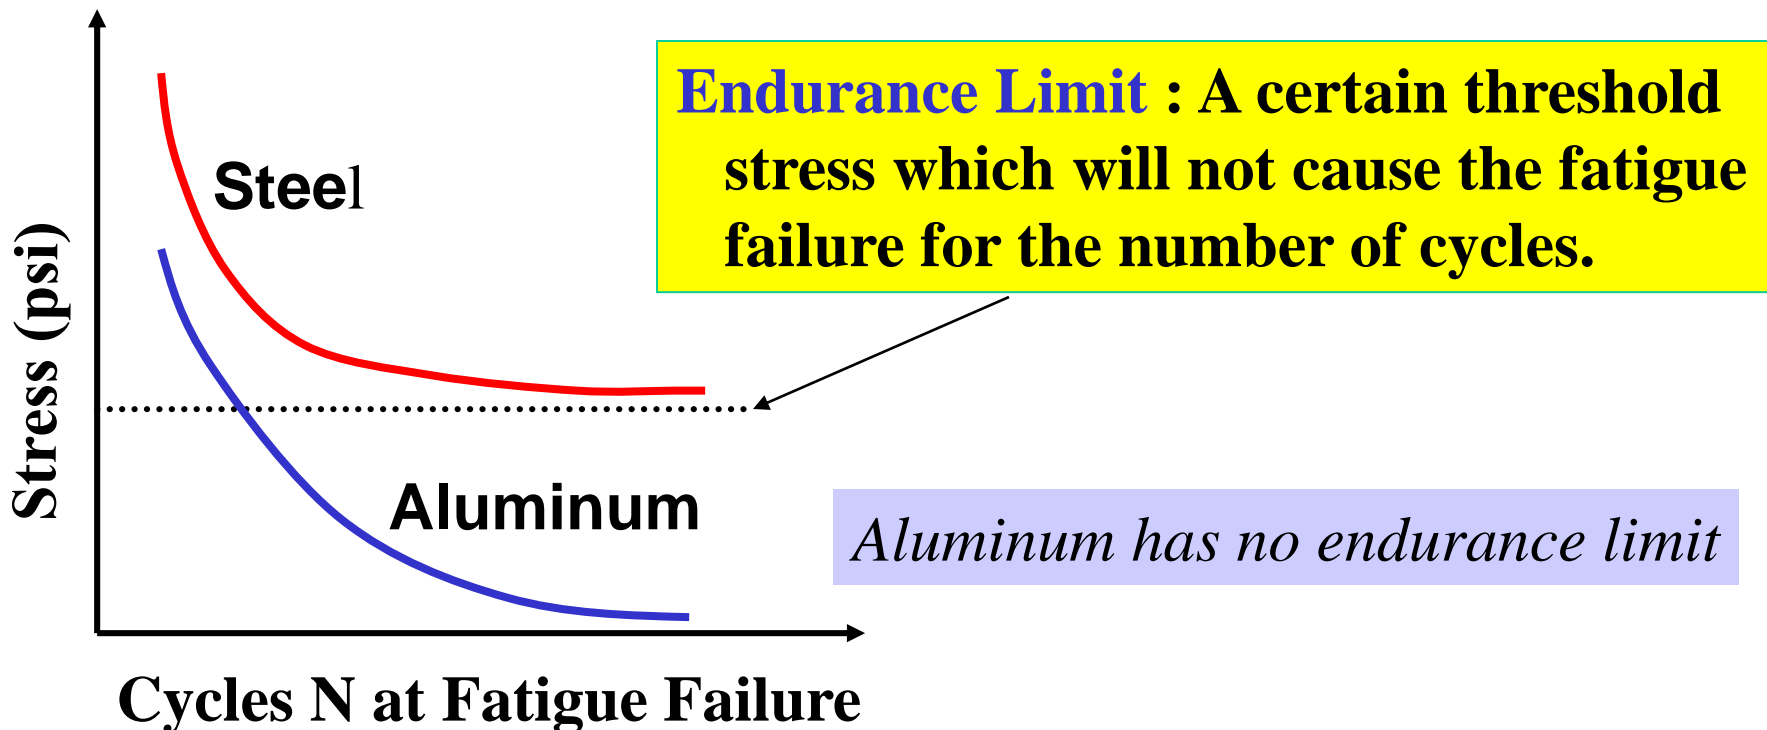 Endurance Limit : A certain threshold
stress which will not cause the fatigue
failure for the number of cycles.
Steel
Stress (psi)
Aluminum
Aluminum has no endurance limit
Cycles N at Fatigue Failure